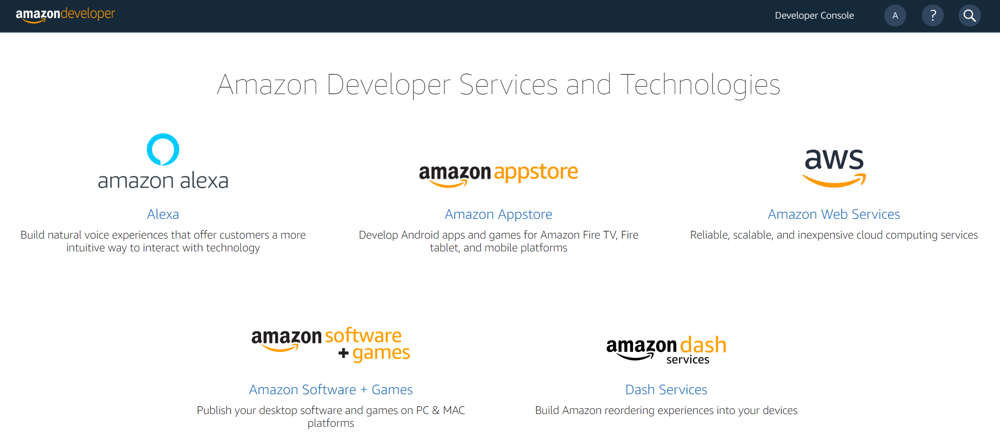 amazondeveloper
Developer Console
A
?
Amazon Developer Services and Technologies
amazon alexa
amazon appstore
aws
Alexa
Amazon Appstore
Amazon Web Services
Build natural voice experiences that offer customers a more
intuitive way to interact with technology
Develop Android apps and games for Amazon Fire TV, Fire
tablet, and mobile platforms
Reliable, scalable, and inexpensive cloud computing services
amazon software
+ games
amazon dash
services
Amazon Software + Games
Dash Services
Publish your desktop software and games on PC & MAC
platforms
Build Amazon reordering experiences into your devices